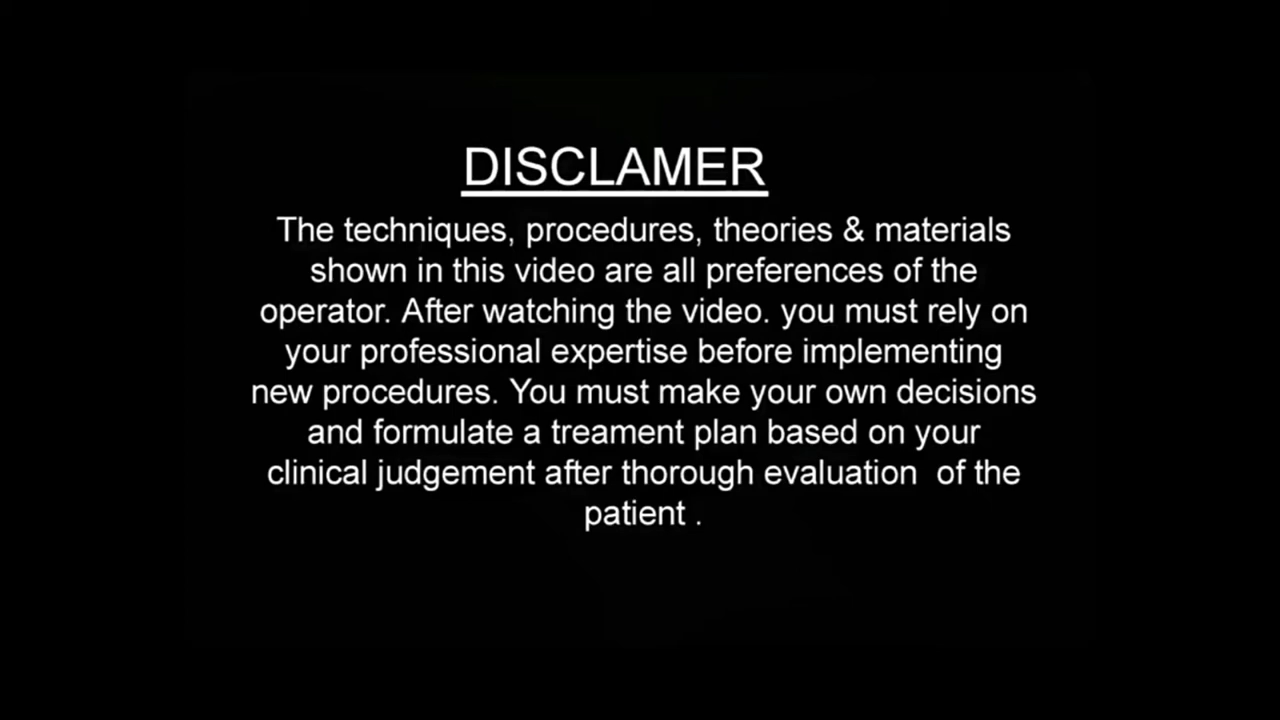 DISCLAMER
The techniques, procedures, theories & materials
shown in this video are all preferences of the
operator. After watching the video. you must rely on
your professional expertise before implementing
new procedures. You must make your own decisions
and formulate a treament plan based on your
clinical judgement after thorough evaluation  of the
patient .